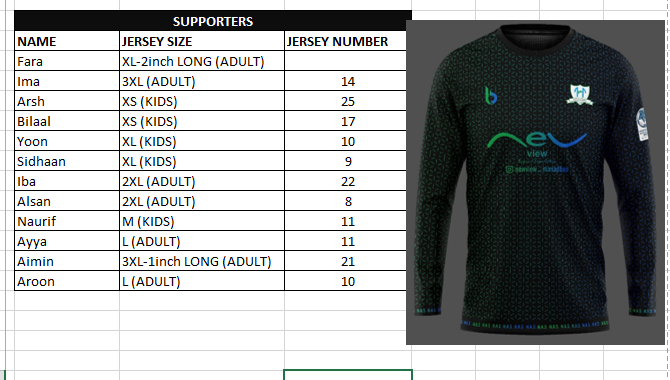 SUPPORTERS
NAME JERSEY SIZE JERSEY NUMBER
Fara XL-2inch LONG (ADULT)
Ima 3XL (ADULT) 14
Arsh XS (KIDS) 25
Bilaal XS (KIDS) 17
Yoon XL (KIDS) 10
Sidhaan XL (KIDS) 9
Iba 2XL (ADULT) 22
Alsan 2XL (ADULT) 8
Naurif M (KIDS) 11
Ayya L (ADULT) 11
Aimin 3XL-1inch LONG (ADULT) 21
Aroon L (ADULT) 10
b
new
view